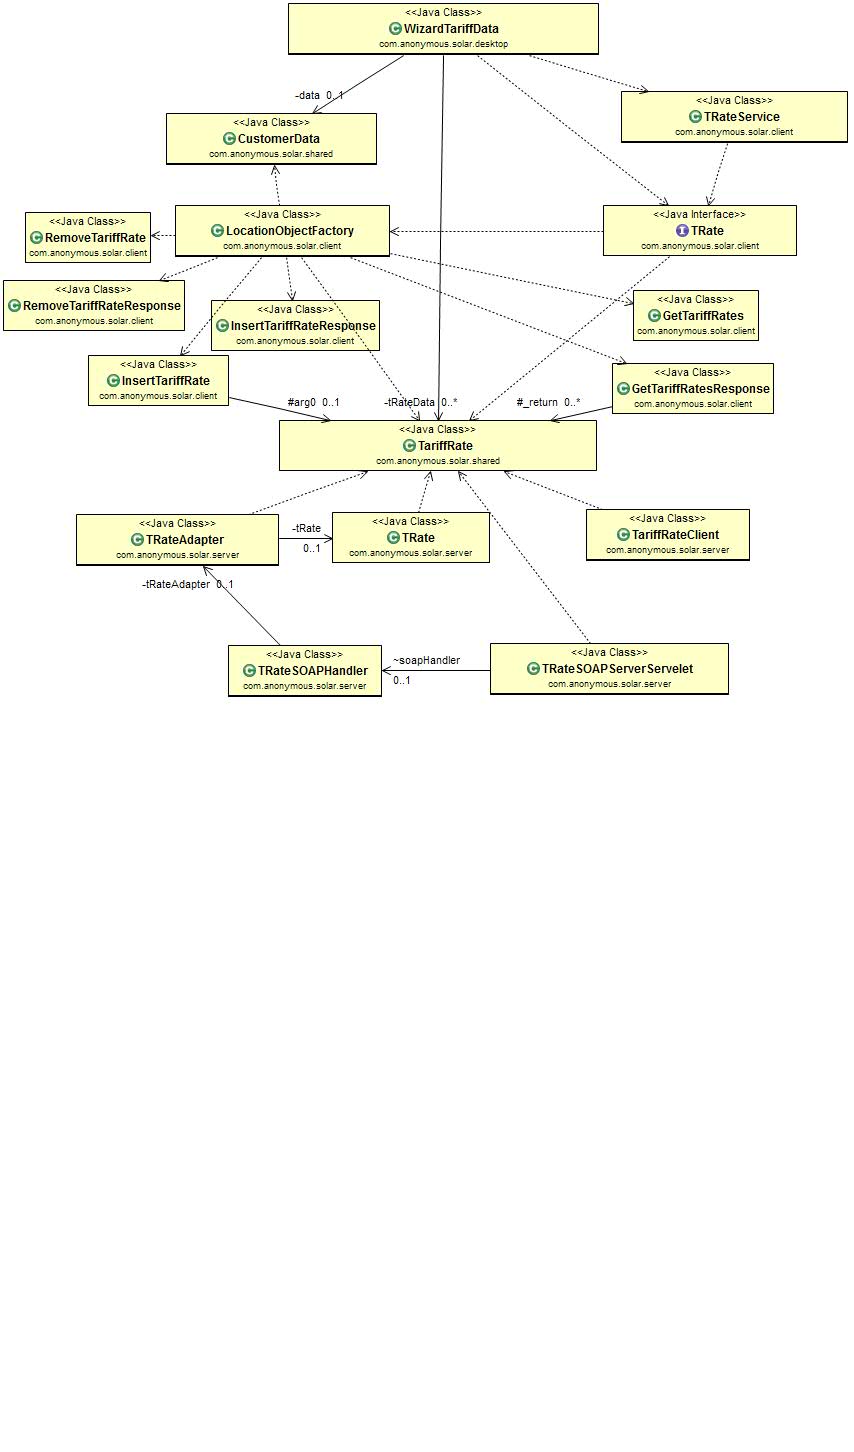 <<Java Class>>
WizardTariffData
com.anonymous.solar.desktop
-data 0..1
<<Java Class>>
TRateService
com.anonymous.solar.client
<<Java Class>>
CustomerData
com.anonymous.solar.shared
<<Java Class>>
LocationObjectFactory
com.anonymous.solar.client
<<Java Interface>>
TRate
com.anonymous.solar.client
<<Java Class>>
RemoveTariffRate
com.anonymous.solar.client
<<Java Class>>
RemoveTariffRateResponse
com.anonymous.solar.client
<<Java Class>>
InsertTariffRateResponse
com.anonymous.solar.client
<<Java Class>>
GetTariffRates
com.anonymous.solar.client
<<Java Class>>
InsertTariffRate
com.anonymous.solar.client
<<Java Class>>
GetTariffRatesResponse
com.anonymous.solar.client
#arg0 0..1
-tRateData 0..*
#_return 0..*
<<Java Class>>
TariffRate
com.anonymous.solar.shared
<<Java Class>>
TRateAdapter
com.anonymous.solar.server
-tRate
0..1
<<Java Class>>
TRate
com.anonymous.solar.server
<<Java Class>>
TariffRateClient
com.anonymous.solar.server
-tRateAdapter 0..1
<<Java Class>>
TRateSOAPHandler
com.anonymous.solar.server
~soapHandler
0..1
<<Java Class>>
TRateSOAPServerServelet
com.anonymous.solar.server